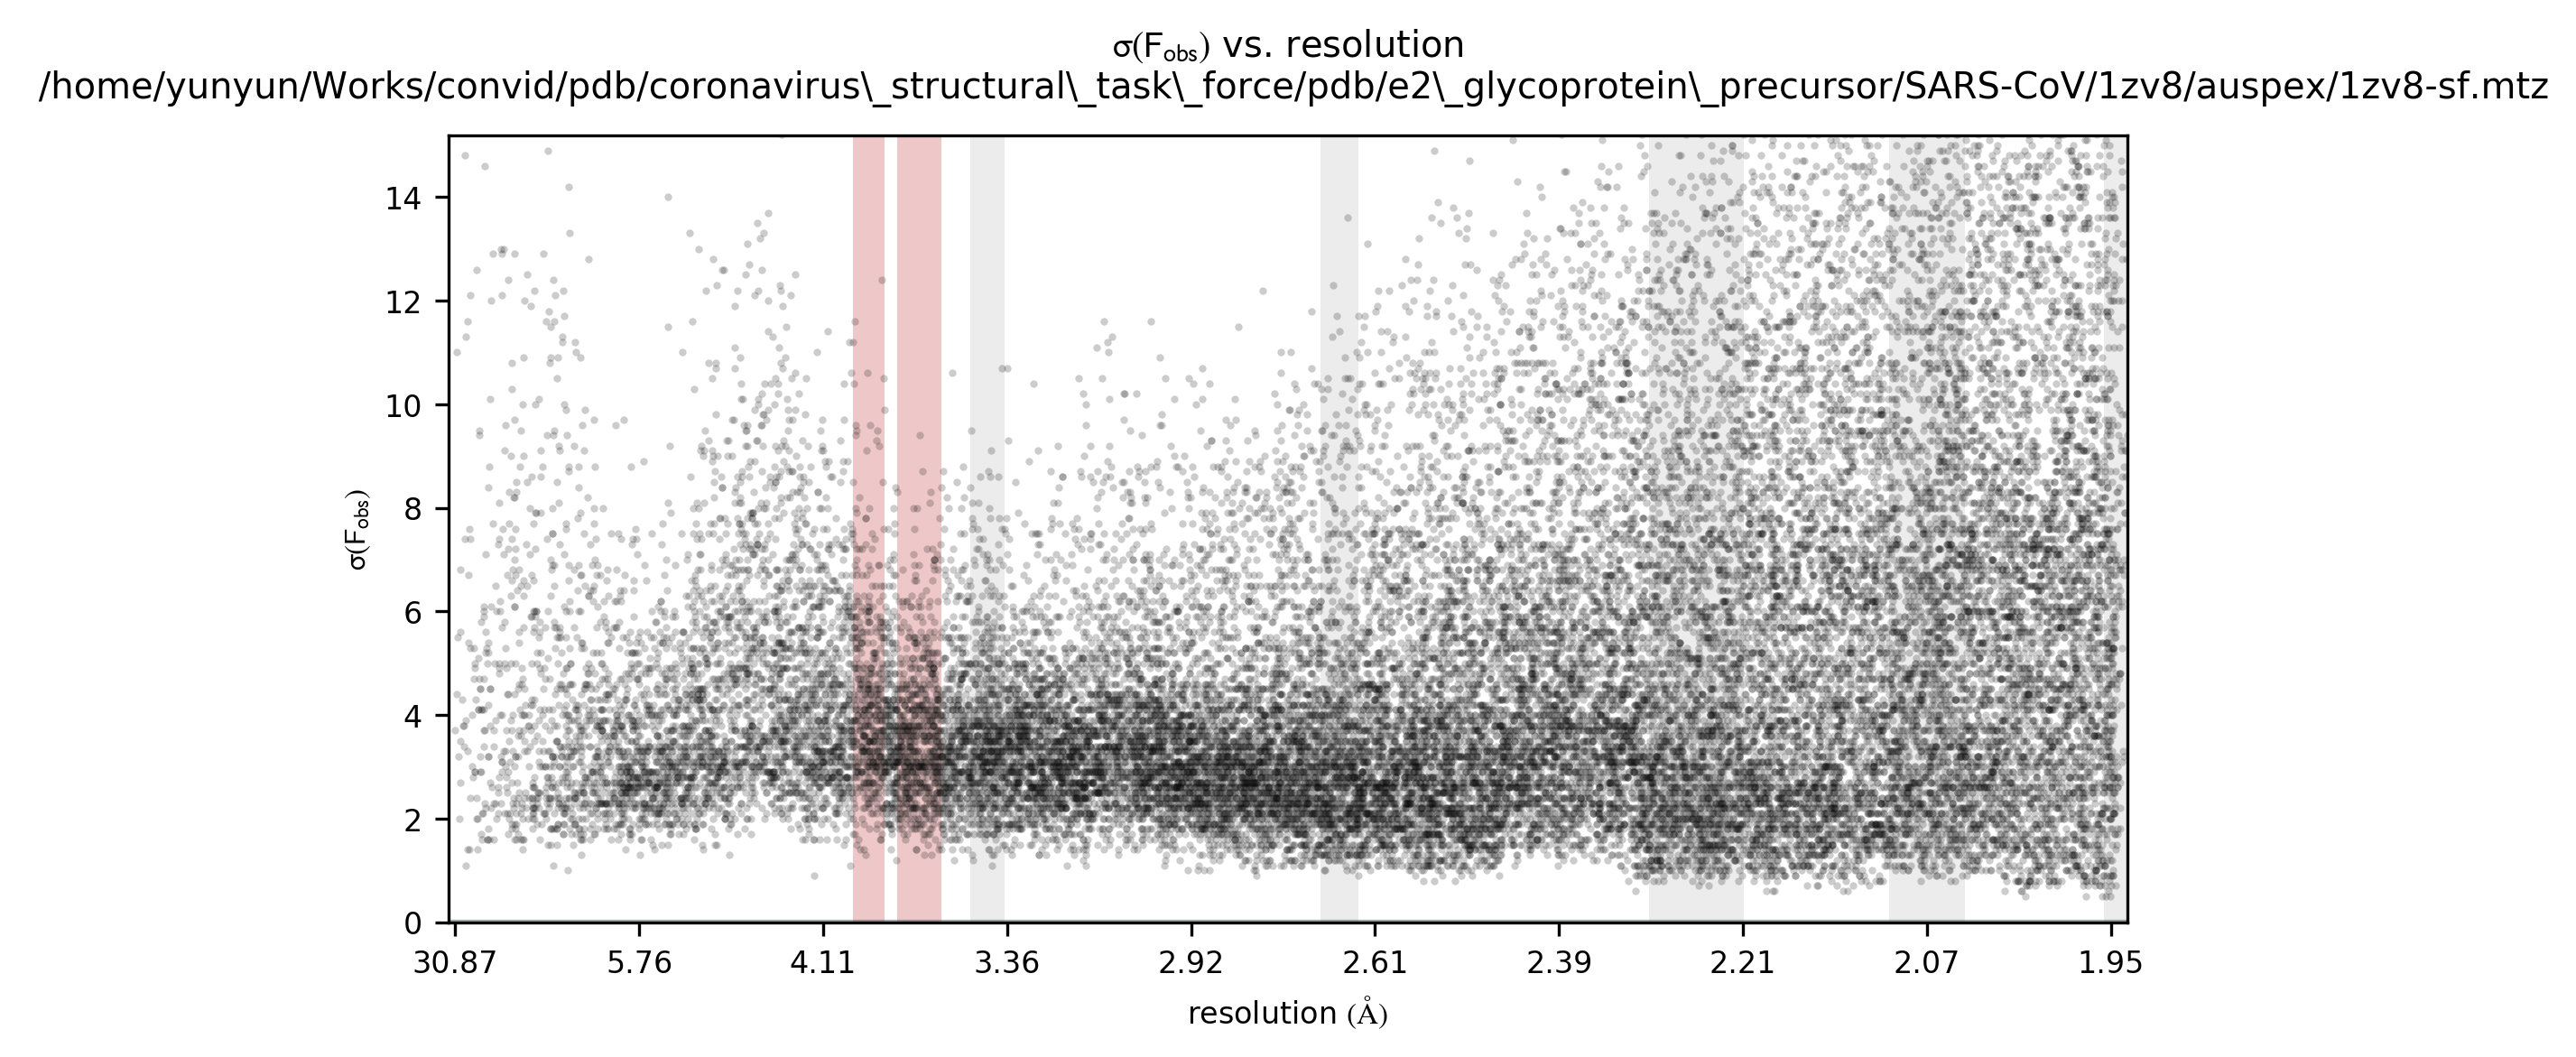 σ(F_obs) vs. resolution
/home/yunyun/Works/convid/pdb/coronavirus\_structural\_task\_force/pdb/e2\_glycoprotein\_precursor/SARS-CoV/1zv8/auspex/1zv8-sf.mtz
14
12
10
8
6
4
2
0
σ(F_obs)
30.87 5.76 4.11 3.36 2.92 2.61 2.39 2.21 2.07 1.95
resolution (Å)